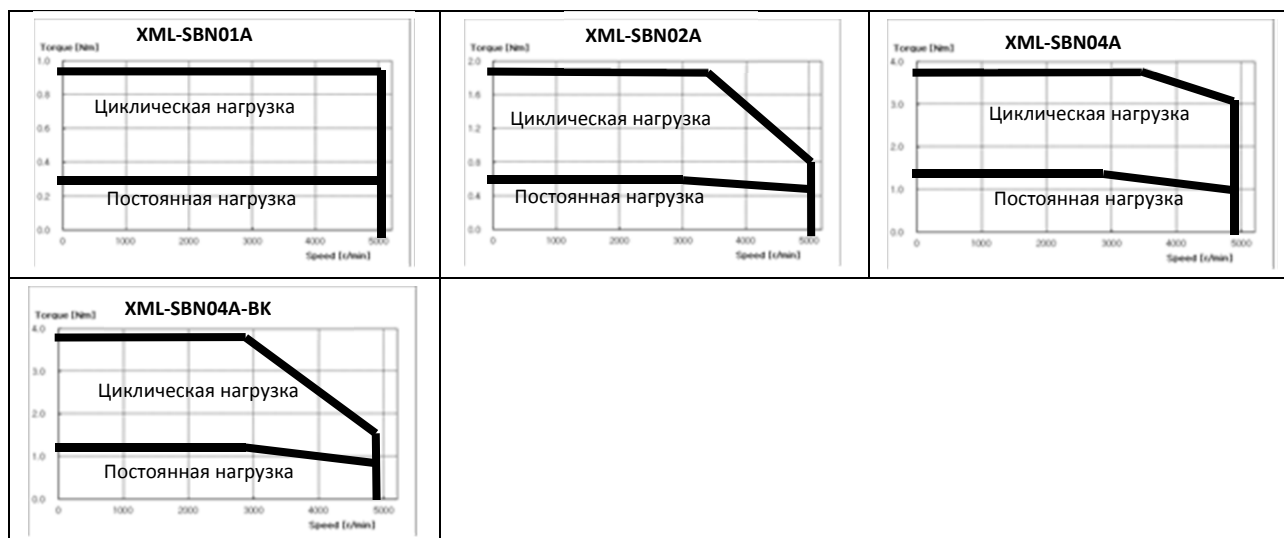 XML-SBN01A
Torque [Nm]
1.0
0.8
Циклическая нагрузка
0.6
0.4
0.2
Постоянная нагрузка
0.0
0 1000 2000 3000 4000 5000
Speed [r/min]
XML-SBN02A
Torque [Nm]
2.0
1.6
Циклическая нагрузка
1.2
0.8
Постоянная нагрузка
0.4
0.0
0 1000 2000 3000 4000 5000
Speed [r/min]
XML-SBN04A
Torque [Nm]
4.0
3.0
Циклическая нагрузка
2.0
1.0
Постоянная нагрузка
0.0
0 1000 2000 3000 4000 5000
Speed [r/min]
XML-SBN04A-BK
Torque [Nm]
4.0
3.0
Циклическая нагрузка
2.0
1.0
Постоянная нагрузка
0.0
0 1000 2000 3000 4000 5000
Speed [r/min]